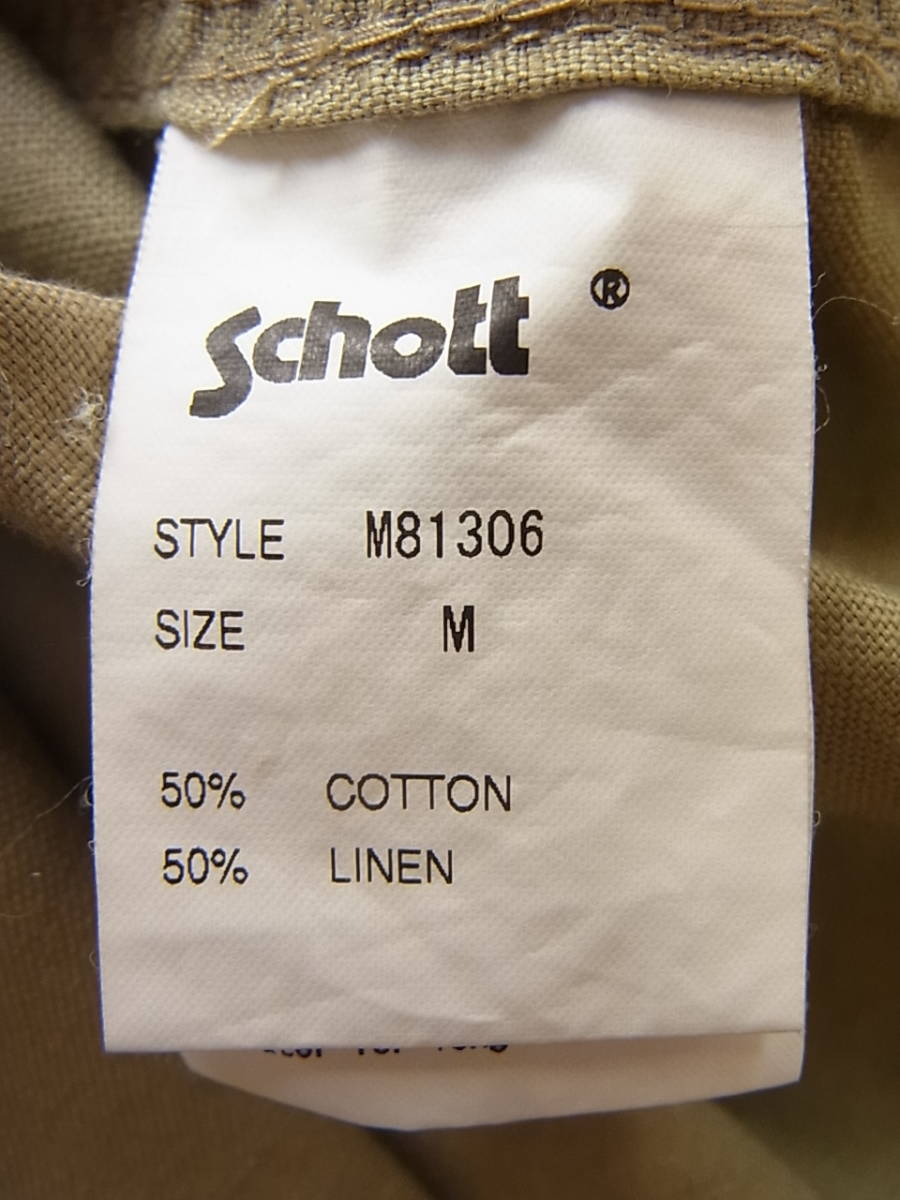 Schott ®
STYLE M81306
SIZE M
50% COTTON
50% LINEN